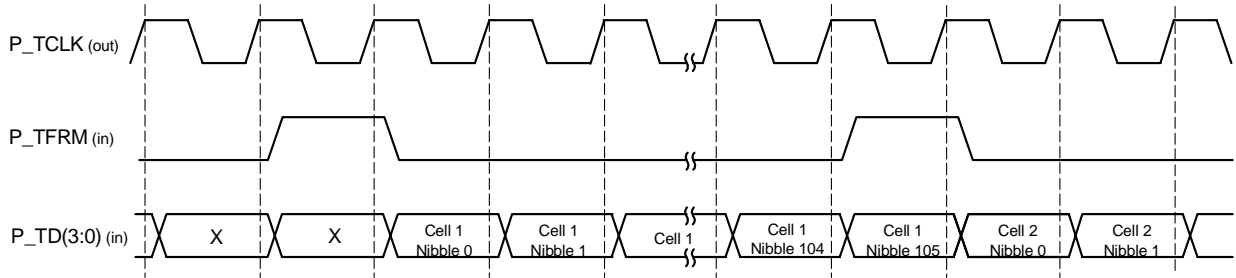 P_TCLK (out)
P_TFRM (in)
P_TD(3:0) (in)
X
X
Cell 1
Nibble 0
Cell 1
Nibble 1
Cell 1
Cell 1
Nibble 104
Cell 1
Nibble 105
Cell 2
Nibble 0
Cell 2
Nibble 1